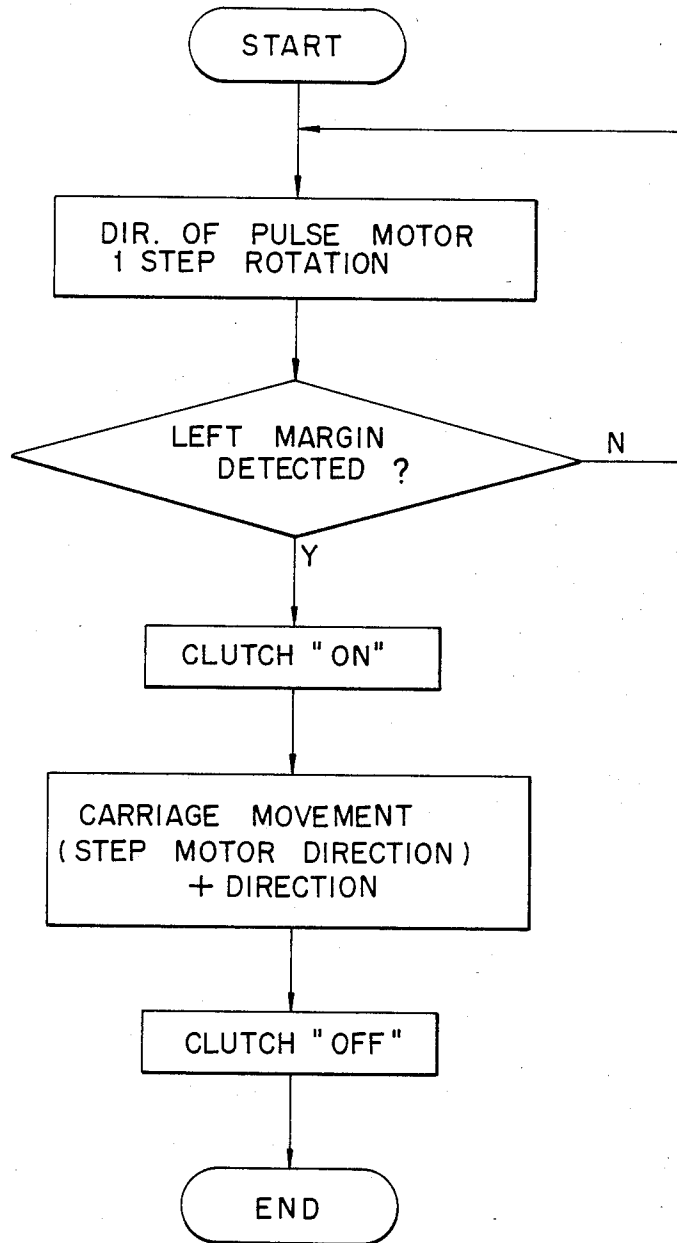 START
DIR. OF PULSE MOTOR
1 STEP ROTATION
LEFT MARGIN
DETECTED ?
N
Y
CLUTCH "ON"
CARRIAGE MOVEMENT
(STEP MOTOR DIRECTION)
+ DIRECTION
CLUTCH "OFF"
END